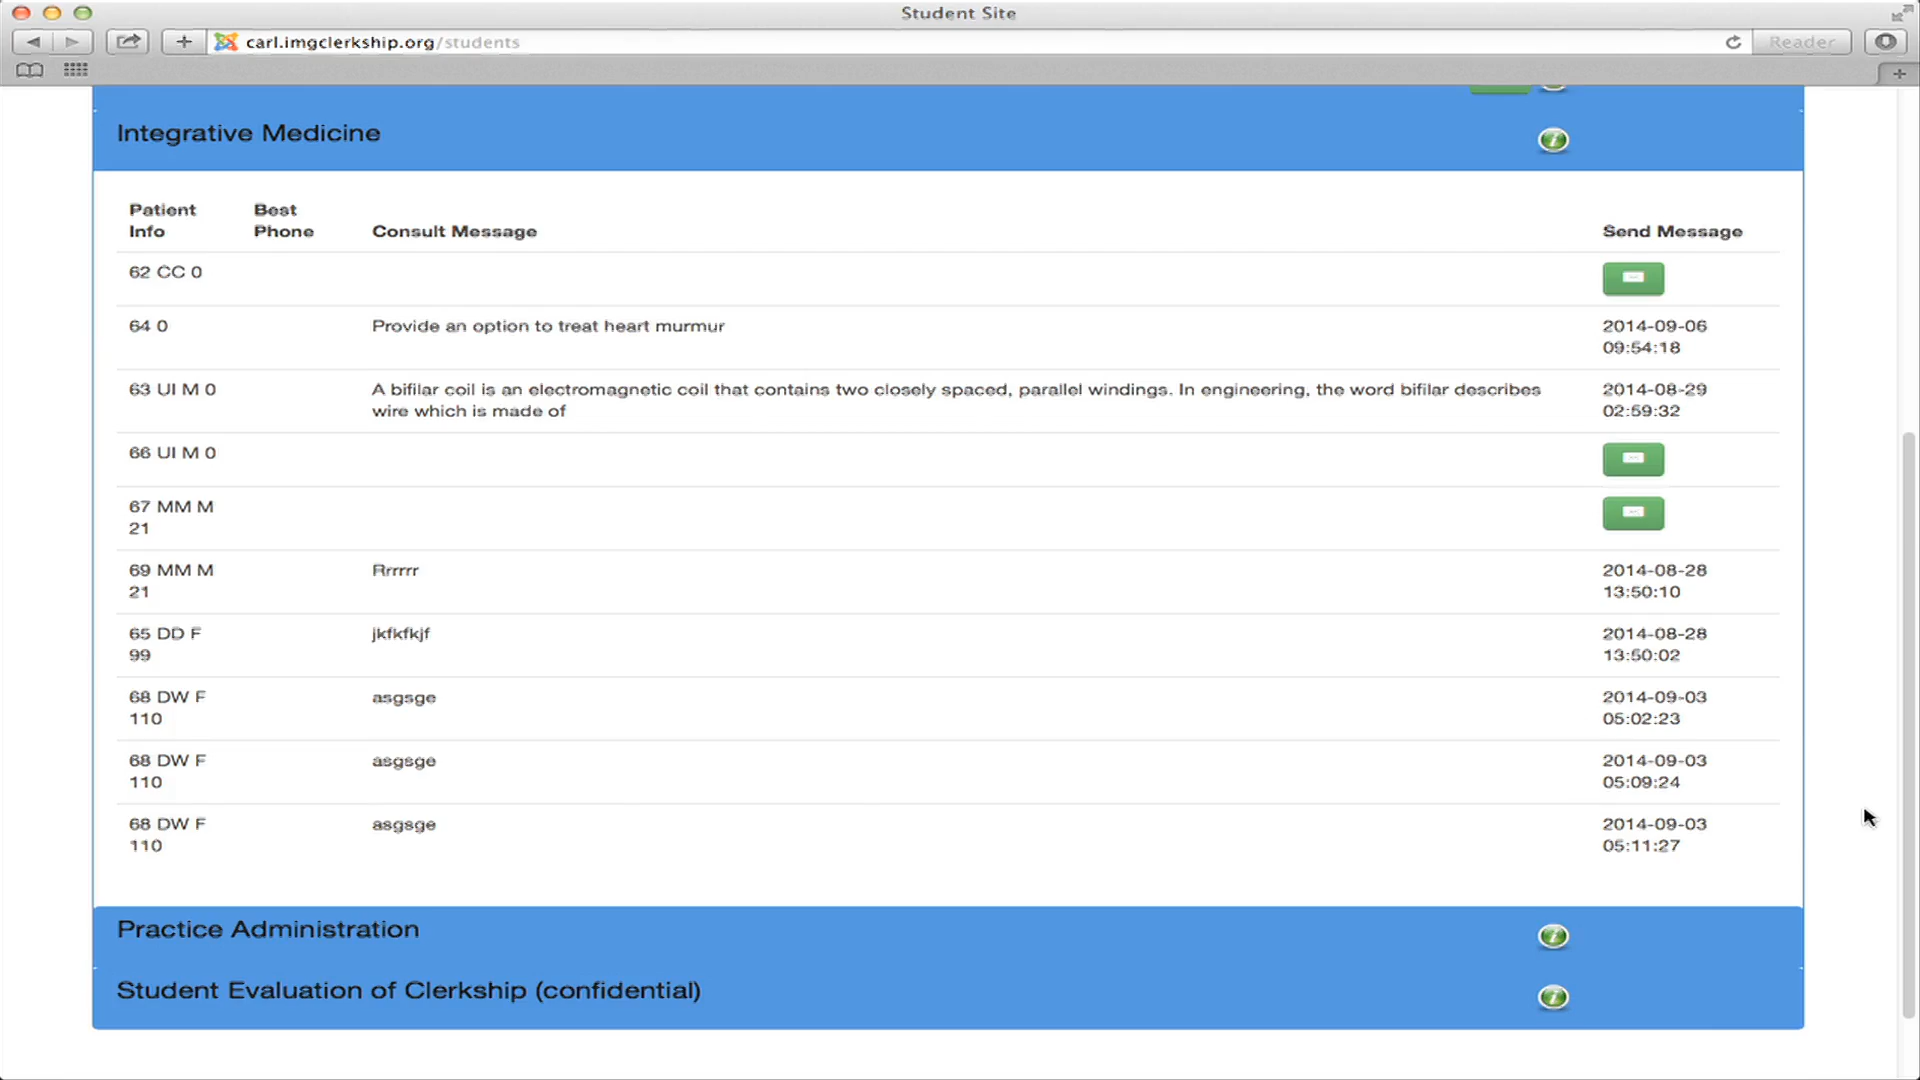 Student Site
carl.imgclerkship.org/students
Reader
Integrative Medicine
Patient Info
Best Phone
Consult Message
Send Message
62 CC 0
64 0
Provide an option to treat heart murmur
2014-09-06
09:54:18
63 UI M 0
A bifilar coil is an electromagnetic coil that contains two closely spaced, parallel windings. In engineering, the word bifilar describes
wire which is made of
2014-08-29
02:59:32
66 UI M 0
67 MM M
21
69 MM M
21
Rrrrrr
2014-08-28
13:50:10
65 DD F
99
jkfkfkjf
2014-08-28
13:50:02
68 DW F
110
asgsge
2014-09-03
05:02:23
68 DW F
110
asgsge
2014-09-03
05:09:24
68 DW F
110
asgsge
2014-09-03
05:11:27
Practice Administration
Student Evaluation of Clerkship (confidential)